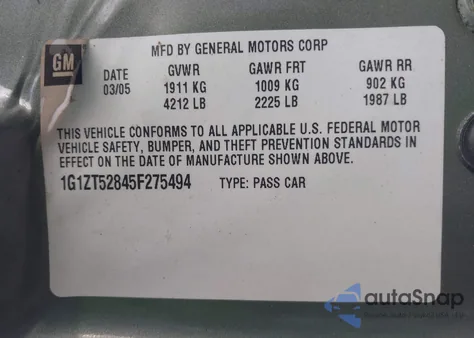 GM
MFD BY GENERAL MOTORS CORP
DATE GVWR GAWR FRT GAWR RR
03/05 1911 KG 1009 KG 902 KG
4212 LB 2225 LB 1987 LB
THIS VEHICLE CONFORMS TO ALL APPLICABLE U.S. FEDERAL MOTOR
VEHICLE SAFETY, BUMPER, AND THEFT PREVENTION STANDARDS IN
EFFECT ON THE DATE OF MANUFACTURE SHOWN ABOVE.
1G1ZT52845F275494 TYPE: PASS CAR
autoSnap